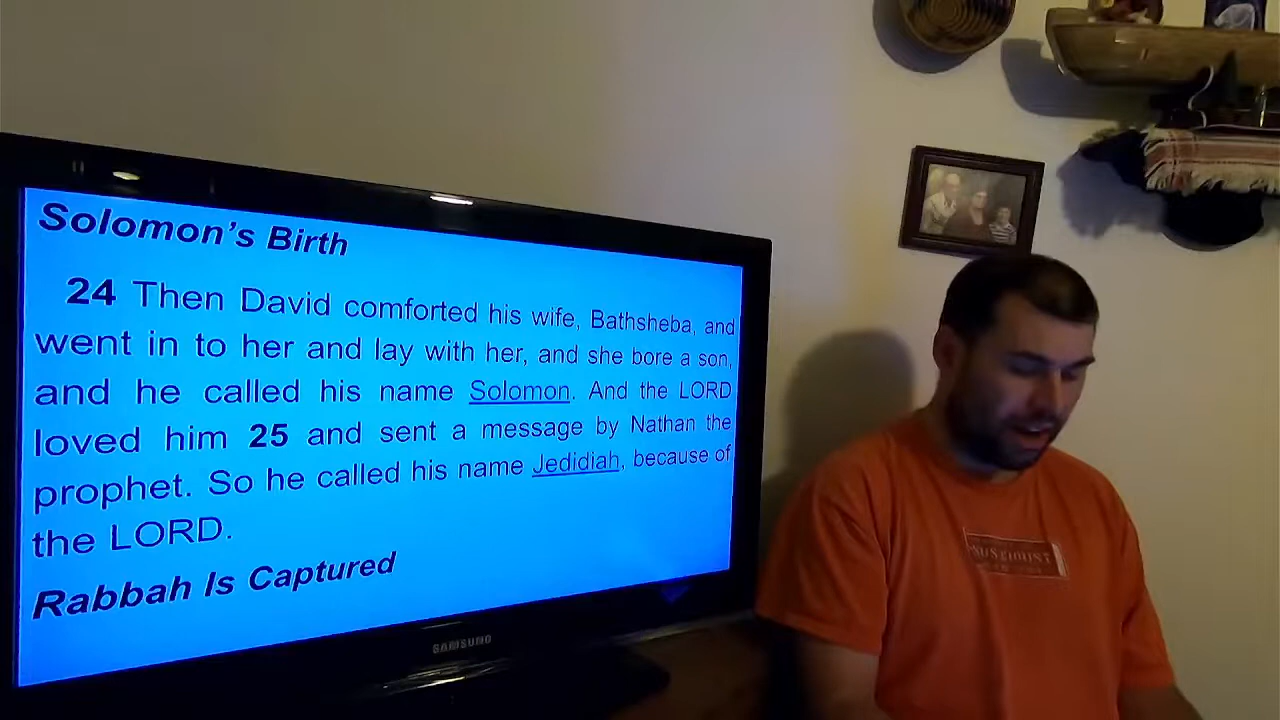 Solomon's Birth
24 Then David comforted his wife, Bathsheba, and
went in to her and lay with her, and she bore a son,
and he called his name Solomon. And the LORD
loved him 25 and sent a message by Nathan the
prophet. So he called his name Jedidiah, because of
the LORD.
Rabbah Is Captured
SAMSUNG